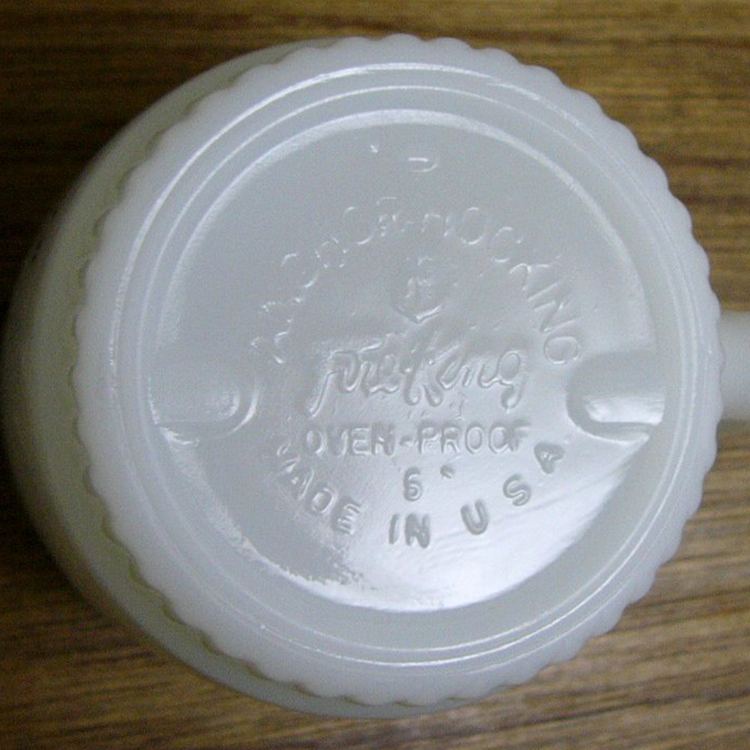 ANCHOR-HOCKING
Fire-King
OVEN-PROOF
6
MADE IN USA